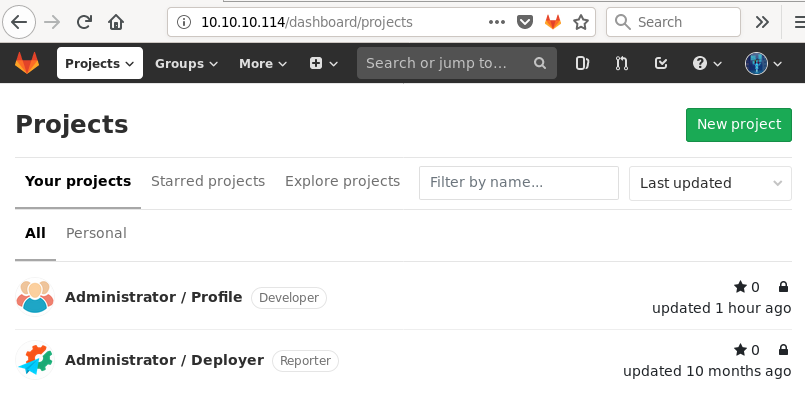 10.10.10.114/dashboard/projects
Search
Projects Groups More Search or jump to...
Projects New project
Your projects Starred projects Explore projects Filter by name... Last updated
All Personal
Administrator / Profile Developer 0
updated 1 hour ago
Administrator / Deployer Reporter 0
updated 10 months ago